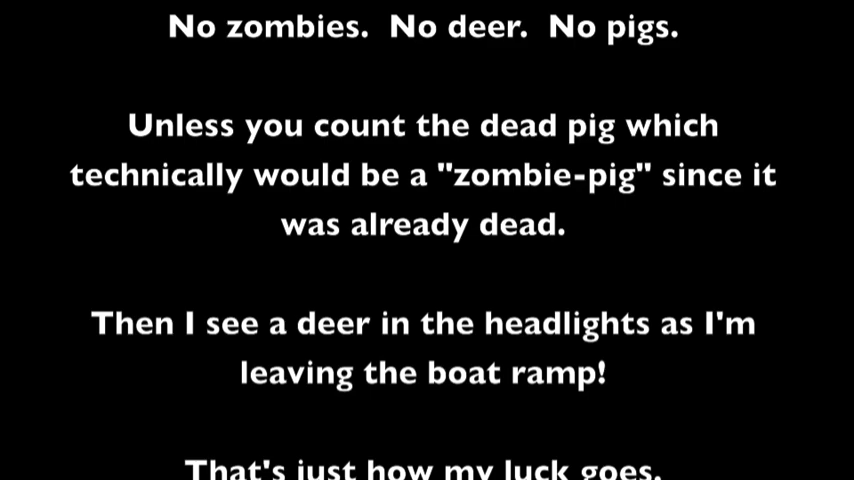 No zombies.  No deer.  No pigs.
Unless you count the dead pig which
technically would be a "zombie-pig" since it
was already dead.
Then I see a deer in the headlights as I'm
leaving the boat ramp!
That's just how my luck goes.